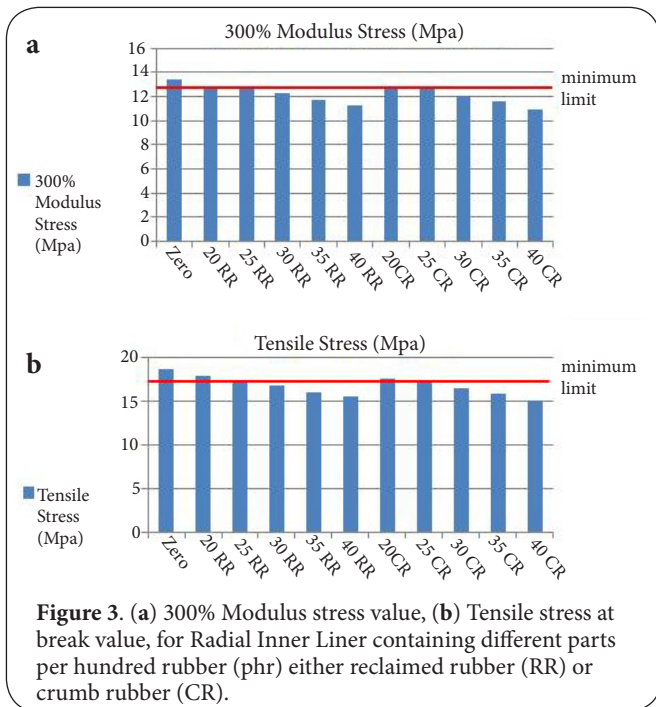 a
300% Modulus Stress (Mpa)
16
14
12
10
8
6
4
2
0
minimum
limit
300%
Modulus
Stress
(Mpa)
Zero
20 RR
25 RR
30 RR
35 RR
40 RR
20CR
25 CR
30 CR
35 CR
40 CR
b
Tensile Stress (Mpa)
20
15
10
5
0
minimum
limit
Tensile
Stress
(Mpa)
Zero
20 RR
25 RR
30 RR
35 RR
40 RR
20CR
25 CR
30 CR
35 CR
40 CR
Figure 3. (a) 300% Modulus stress value, (b) Tensile stress at
break value, for Radial Inner Liner containing different parts
per hundred rubber (phr) either reclaimed rubber (RR) or
crumb rubber (CR).